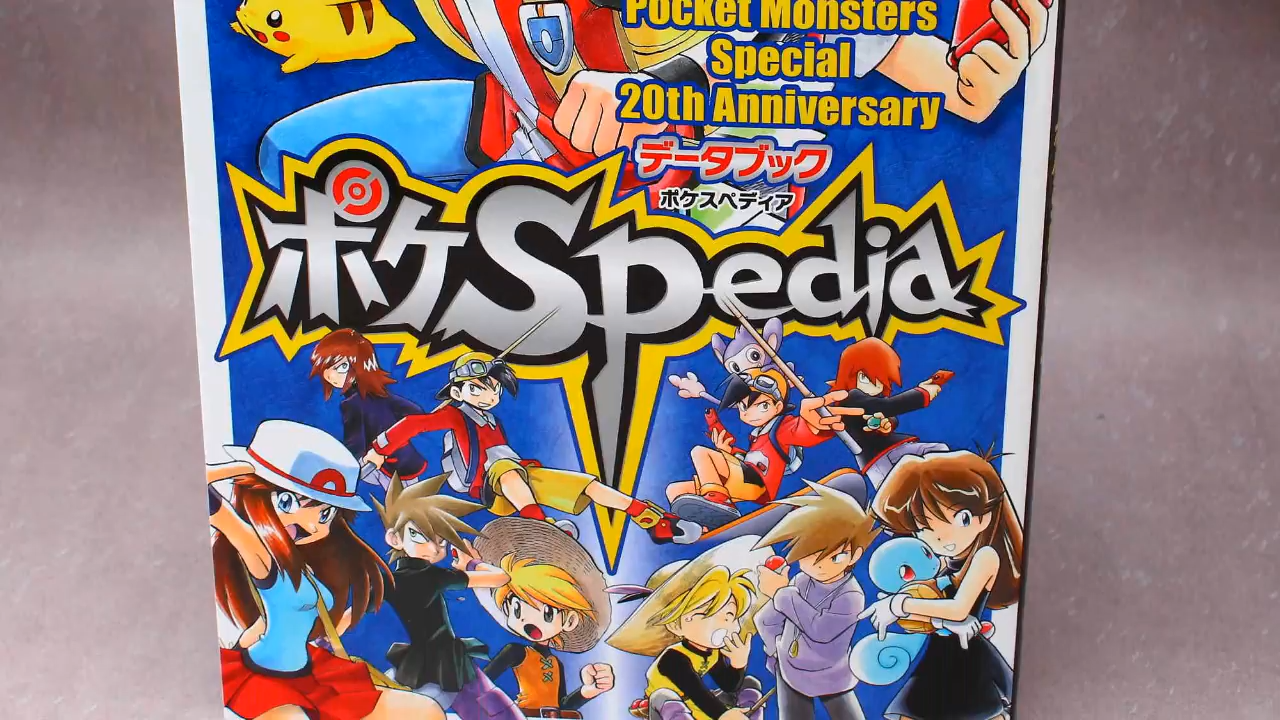 Pocket Monsters
Special
20th Anniversary
データブック
ポケスペディア
ポケSpedia